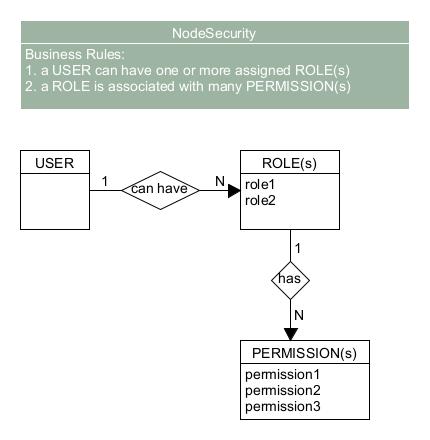 NodeSecurity
Business Rules:
1. a USER can have one or more assigned ROLE(s)
2. a ROLE is associated with many PERMISSION(s)
USER
ROLE(s)
1
can have
N
role1
role2
1
has
N
PERMISSION(s)
permission1
permission2
permission3